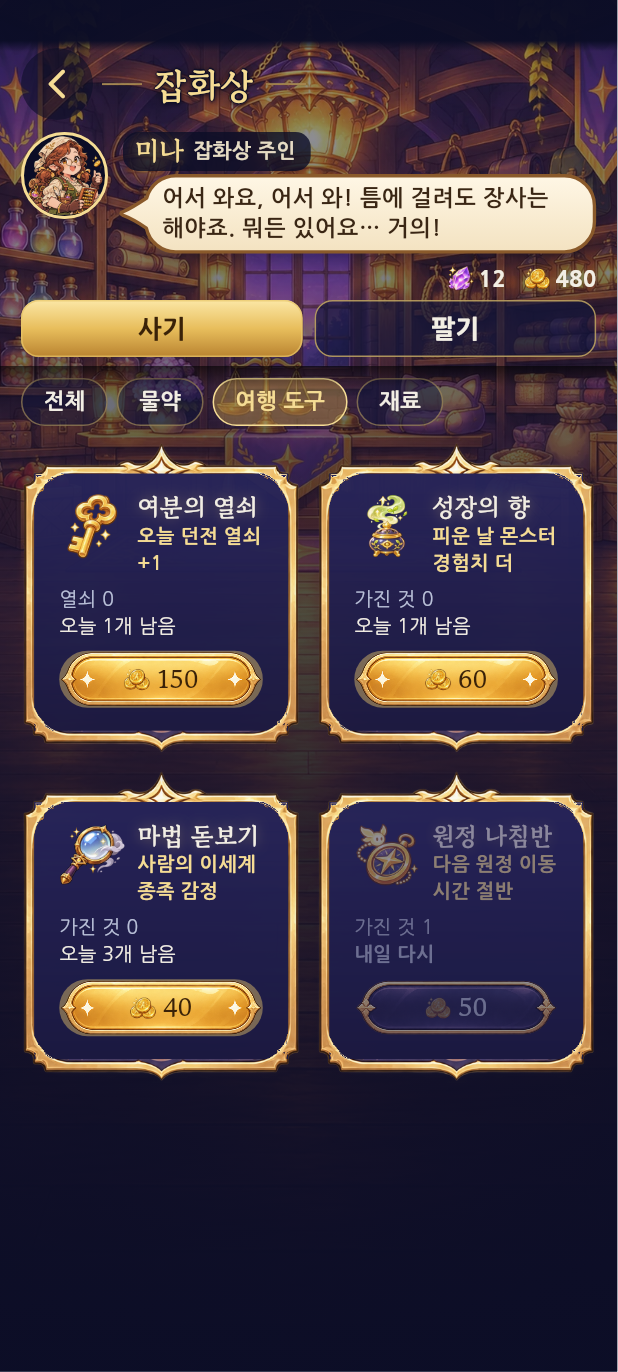 잡화상
미나 잡화상 주인
어서 와요, 어서 와! 틈에 걸려도 장사는
해야죠. 뭐든 있어요… 거의!
12 480
사기 팔기
전체 물약 여행 도구 재료
여분의 열쇠
오늘 던전 열쇠
+1
열쇠 0
오늘 1개 남음
150
성장의 향
피운 날 몬스터
경험치 더
가진 것 0
오늘 1개 남음
60
마법 돋보기
사람의 이세계
종족 감정
가진 것 0
오늘 3개 남음
40
원정 나침반
다음 원정 이동
시간 절반
가진 것 1
내일 다시
50